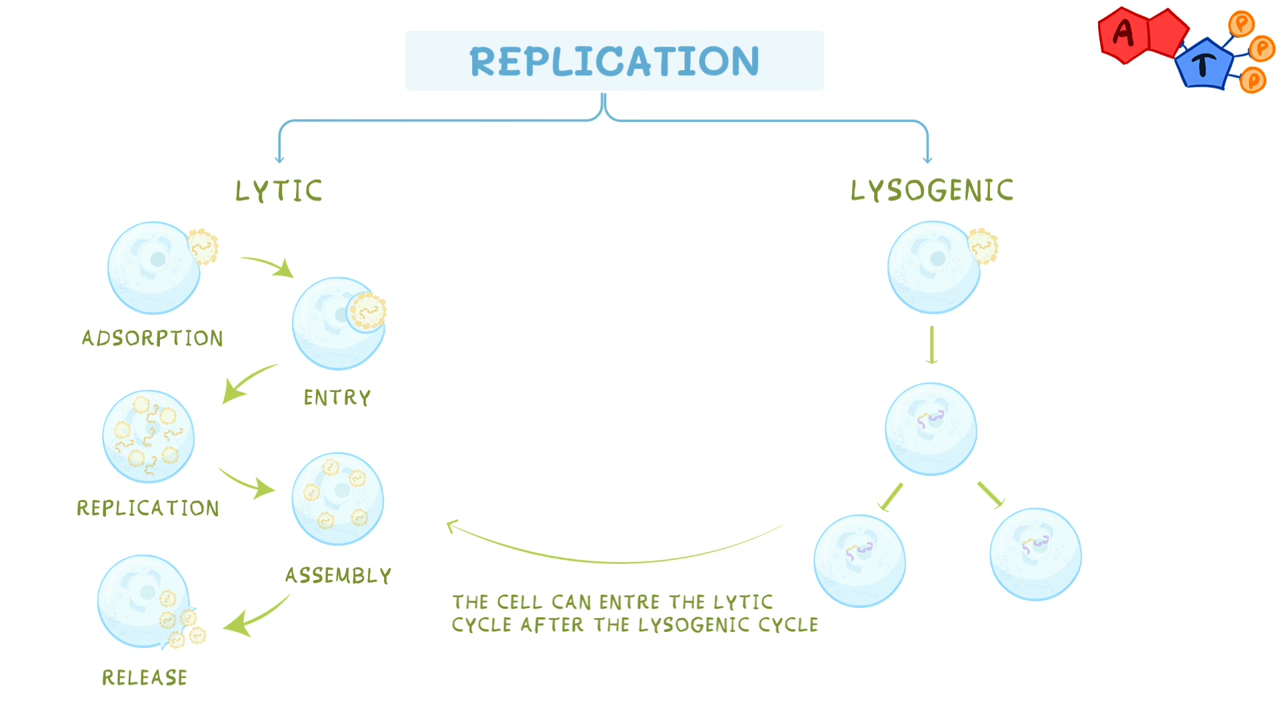 REPLICATION
LYTIC
LYSOGENIC
ADSORPTION
ENTRY
REPLICATION
ASSEMBLY
RELEASE
THE CELL CAN ENTRE THE LYTIC
CYCLE AFTER THE LYSOGENIC CYCLE
A
T
P
P
P